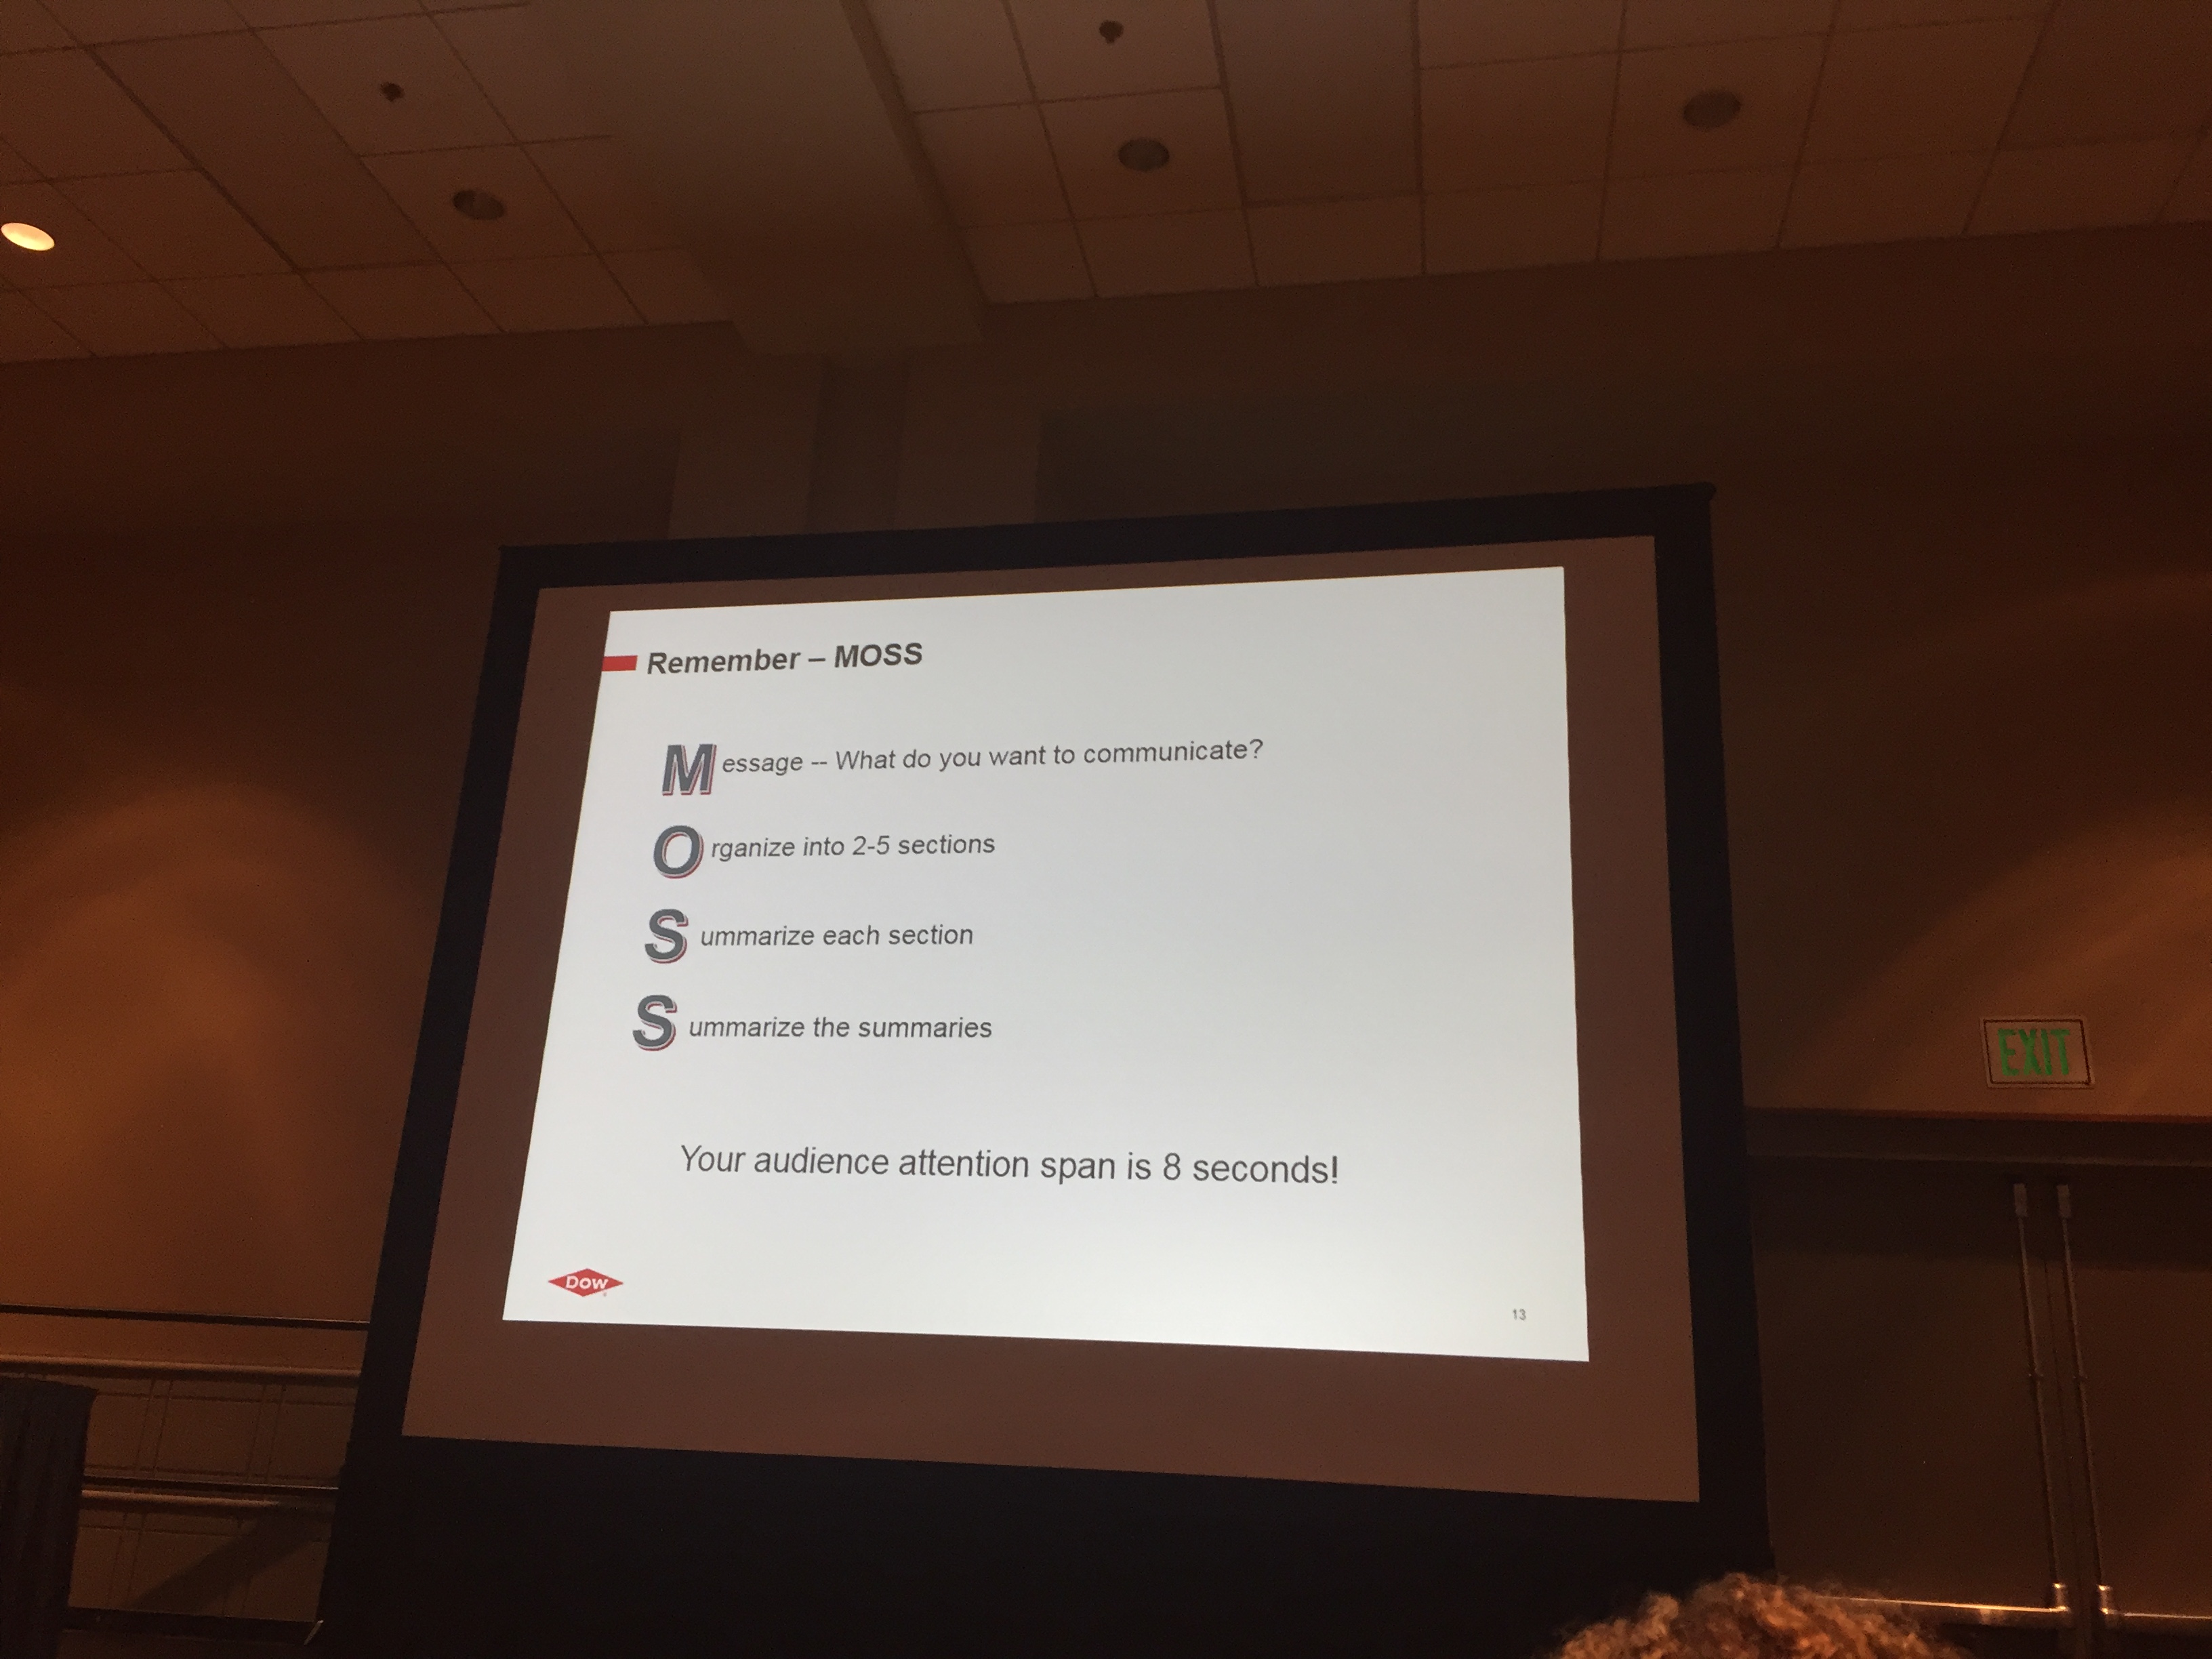 Remember – MOSS
Message -- What do you want to communicate?
Organize into 2-5 sections
Summarize each section
Summarize the summaries
Your audience attention span is 8 seconds!
DOW
13
EXIT